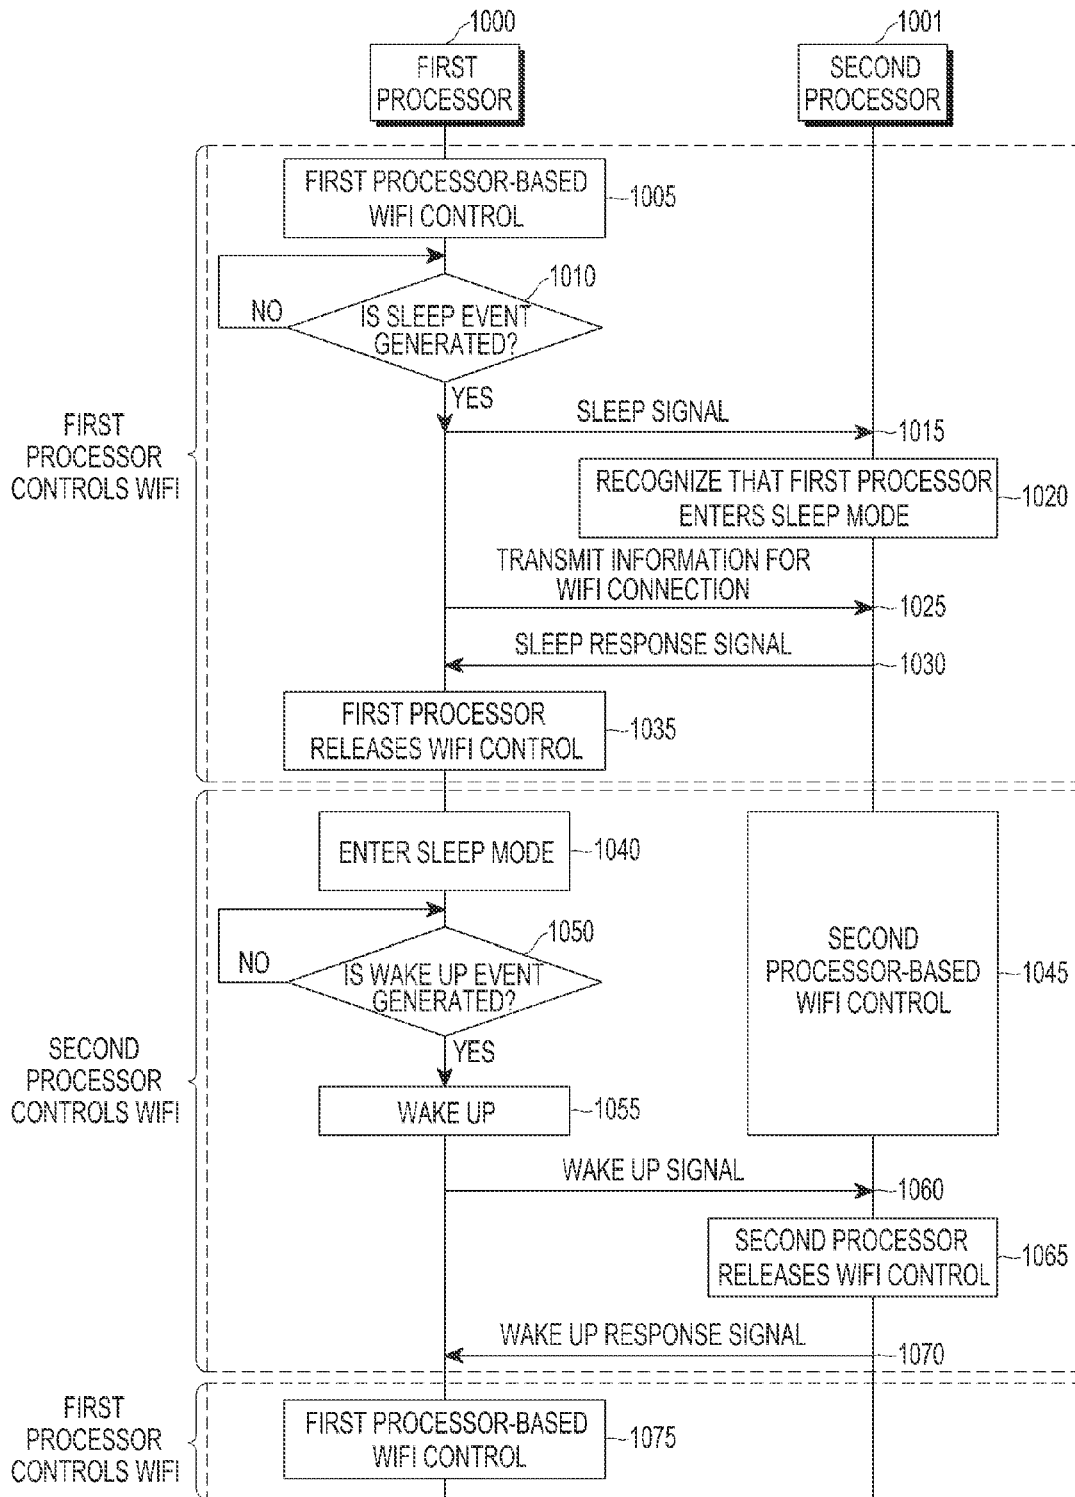 1000
1001
FIRST
PROCESSOR
SECOND
PROCESSOR
FIRST PROCESSOR-BASED
WIFI CONTROL
1005
1010
NO
IS SLEEP EVENT
GENERATED?
YES
SLEEP SIGNAL
1015
FIRST
PROCESSOR
CONTROLS WIFI
RECOGNIZE THAT FIRST PROCESSOR
ENTERS SLEEP MODE
1020
TRANSMIT INFORMATION FOR
WIFI CONNECTION
1025
SLEEP RESPONSE SIGNAL
1030
FIRST PROCESSOR
RELEASES WIFI CONTROL
1035
ENTER SLEEP MODE
1040
1050
NO
IS WAKE UP EVENT
GENERATED?
SECOND
PROCESSOR-BASED
WIFI CONTROL
1045
YES
SECOND
PROCESSOR
CONTROLS WIFI
WAKE UP
1055
WAKE UP SIGNAL
1060
SECOND PROCESSOR
RELEASES WIFI CONTROL
1065
WAKE UP RESPONSE SIGNAL
1070
FIRST
PROCESSOR
CONTROLS WIFI
FIRST PROCESSOR-BASED
WIFI CONTROL
1075